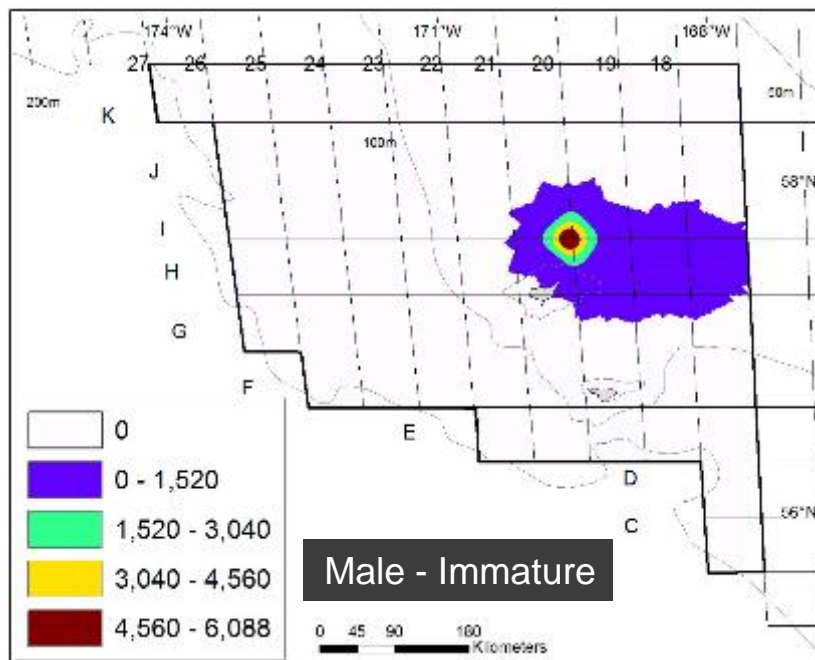 174°W 171°W 168°W
27 26 25 24 23 22 21 20 19 18
200m
50m
K
100m
J
58°N
I
H
G
F
E
D
C
56°N
0
0 - 1,520
1,520 - 3,040
3,040 - 4,560
4,560 - 6,088
Male - Immature
0 45 90 180
Kilometers